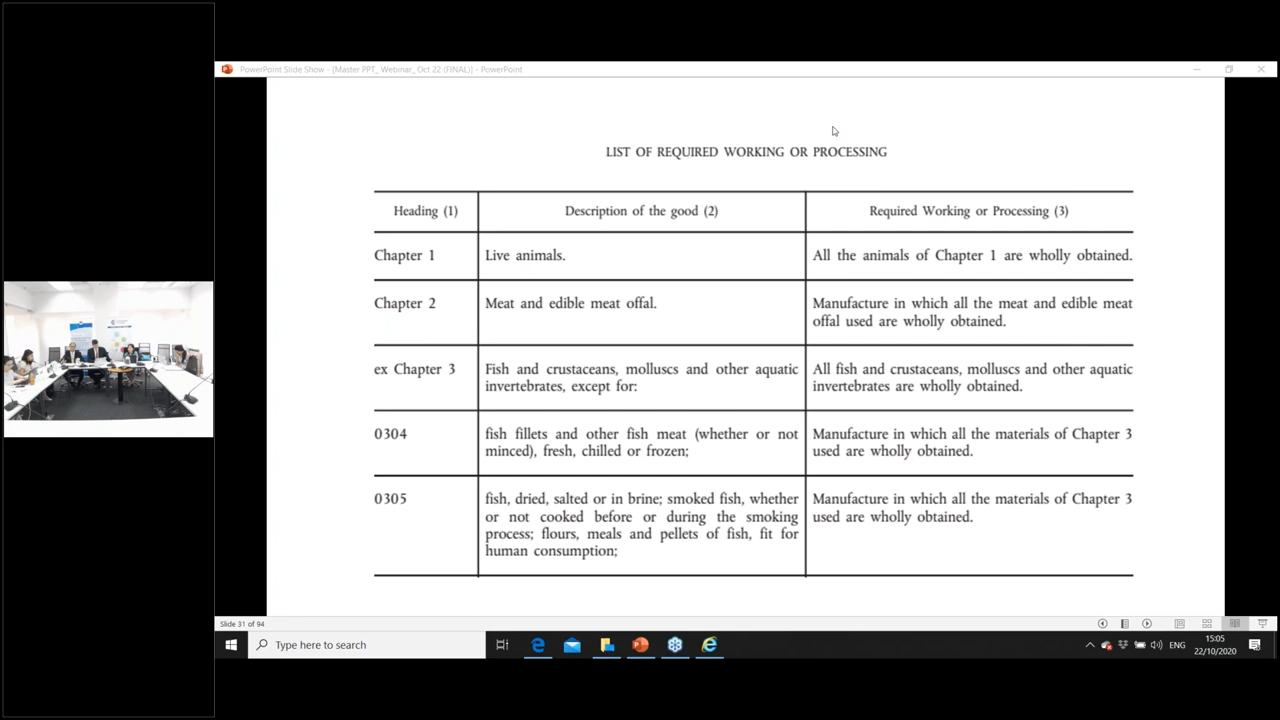 PowerPoint Slide Show - [Master PPT_ Webinar_ Oct 22 (FINAL)] - PowerPoint
LIST OF REQUIRED WORKING OR PROCESSING
Heading (1)
Description of the good (2)
Required Working or Processing (3)
Chapter 1
Live animals.
All the animals of Chapter 1 are wholly obtained.
Chapter 2
Meat and edible meat offal.
Manufacture in which all the meat and edible meat
offal used are wholly obtained.
ex Chapter 3
Fish and crustaceans, molluscs and other aquatic
invertebrates, except for:
All fish and crustaceans, molluscs and other aquatic
invertebrates are wholly obtained.
0304
fish fillets and other fish meat (whether or not
minced), fresh, chilled or frozen;
Manufacture in which all the materials of Chapter 3
used are wholly obtained.
0305
fish, dried, salted or in brine; smoked fish, whether
or not cooked before or during the smoking
process; flours, meals and pellets of fish, fit for
human consumption;
Manufacture in which all the materials of Chapter 3
used are wholly obtained.
Slide 31 of 94
Type here to search
ENG
15:05
22/10/2020